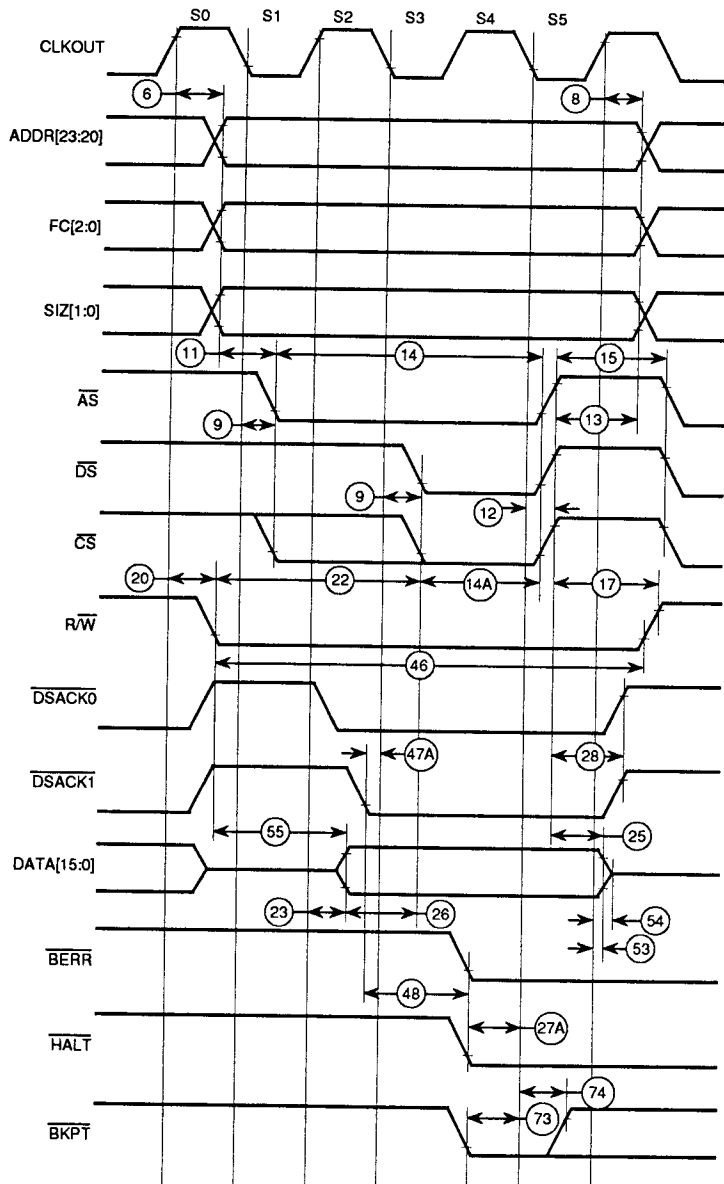 S0 S1 S2 S3 S4 S5
CLKOUT
6 8
ADDR[23:20]
FC[2:0]
SIZ[1:0]
11 14 15
AS
9 13
DS
9 12
CS
20 22 14A 17
R/W
46
DSACK0
47A 28
DSACK1
55 25
DATA[15:0]
23 26 54
53
BERR
48
27A
HALT
74
73
BKPT